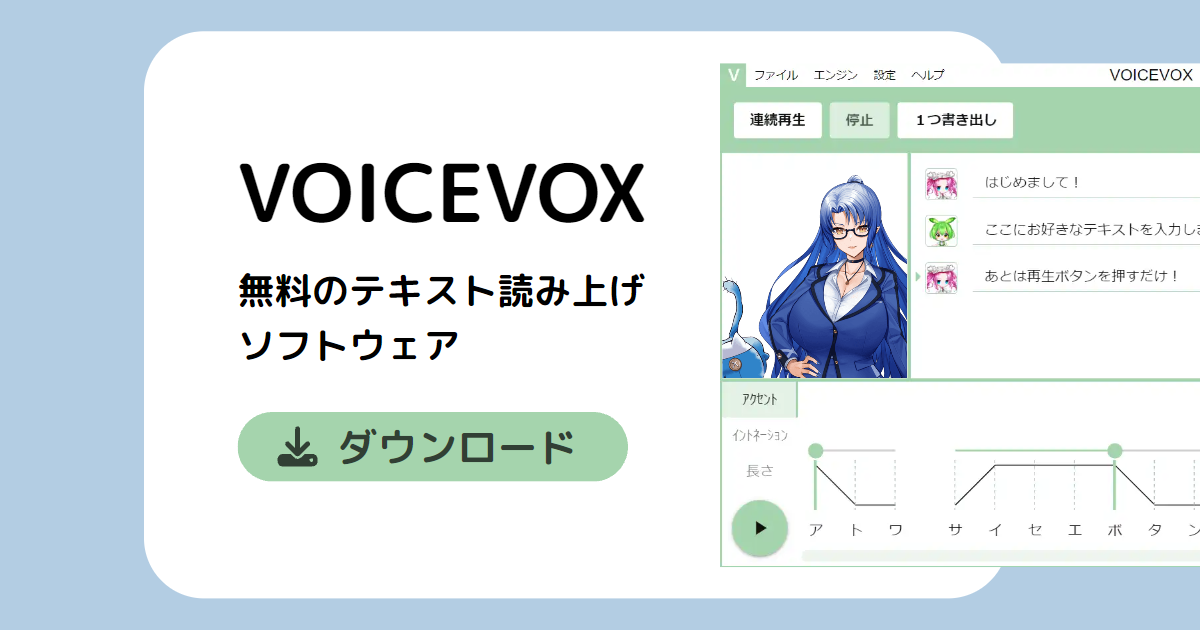 VOICEVOX
無料のテキスト読み上げ
ソフトウェア
ダウンロード
V ファイル エンジン 設定 ヘルプ VOICEVOX
連続再生 停止 1つ書き出し
はじめまして！
ここにお好きなテキストを入力しま
あとは再生ボタンを押すだけ！
アクセント
イントネーション
長さ
ア ト ワ サ イ セ エ ボ タ ン